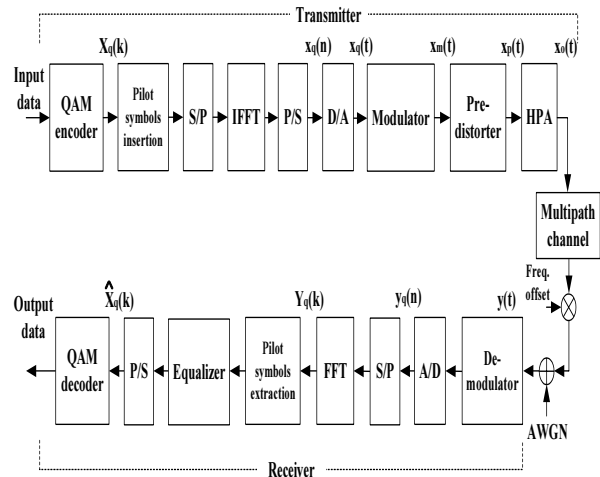 Transmitter
Xq(k)
xq(n)
xq(t)
xm(t)
xp(t)
xo(t)
Input
data
QAM
encoder
Pilot
symbols
insertion
S/P
IFFT
P/S
D/A
Modulator
Pre-
distorter
HPA
Multipath
channel
Freq.
offset
Output
data
X̂q(k)
Yq(k)
yq(n)
y(t)
QAM
decoder
P/S
Equalizer
Pilot
symbols
extraction
FFT
S/P
A/D
De-
modulator
AWGN
Receiver